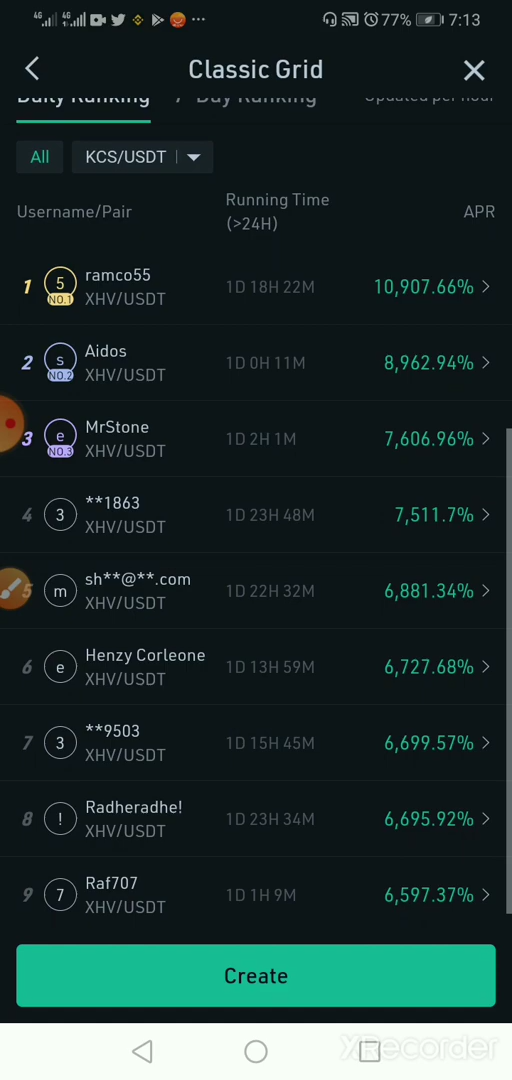 4G 4G 77% 7:13
Classic Grid
Daily Ranking 7-Day Ranking Updated per hour
All KCS/USDT
Username/Pair Running Time (>24H) APR
1 5 NO.1 ramco55 XHV/USDT 1D 18H 22M 10,907.66%
2 s NO.2 Aidos XHV/USDT 1D 0H 11M 8,962.94%
3 e NO.3 MrStone XHV/USDT 1D 2H 1M 7,606.96%
4 3 **1863 XHV/USDT 1D 23H 48M 7,511.7%
5 m sh**@**.com XHV/USDT 1D 22H 32M 6,881.34%
6 e Henzy Corleone XHV/USDT 1D 13H 59M 6,727.68%
7 3 **9503 XHV/USDT 1D 15H 45M 6,699.57%
8 ! Radheradhe! XHV/USDT 1D 23H 34M 6,695.92%
9 7 Raf707 XHV/USDT 1D 1H 9M 6,597.37%
Create
XRecorder